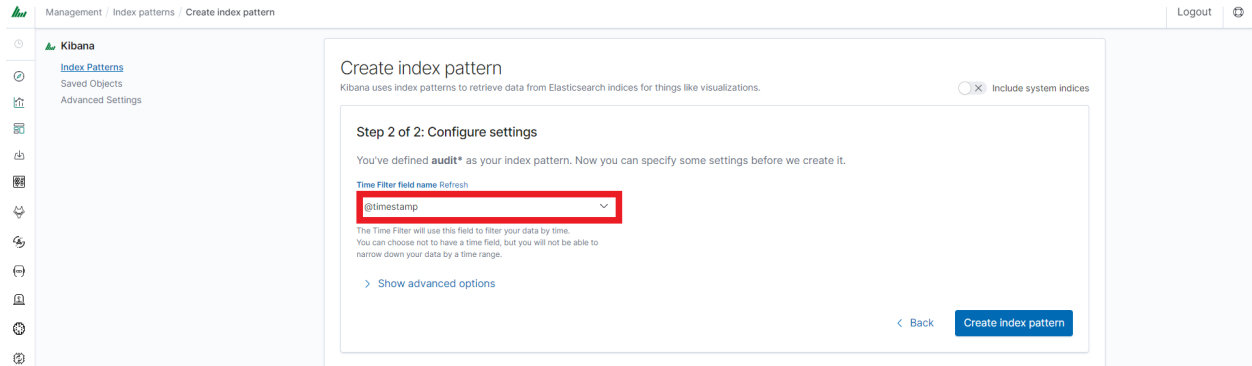 Management / Index patterns / Create index pattern
Logout
Kibana
Index Patterns
Saved Objects
Advanced Settings
Create index pattern
Kibana uses index patterns to retrieve data from Elasticsearch indices for things like visualizations.
Include system indices
Step 2 of 2: Configure settings
You've defined audit* as your index pattern. Now you can specify some settings before we create it.
Time Filter field name Refresh
@timestamp
The Time Filter will use this field to filter your data by time.
You can choose not to have a time field, but you will not be able to
narrow down your data by a time range.
Show advanced options
Back
Create index pattern